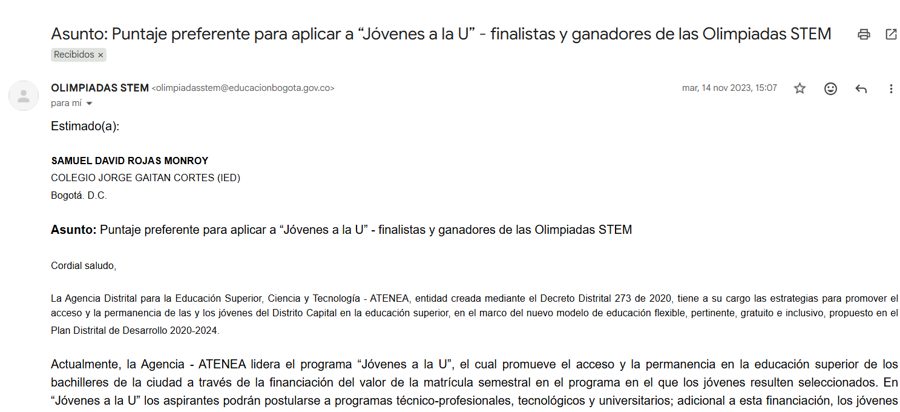 Asunto: Puntaje preferente para aplicar a “Jóvenes a la U” - finalistas y ganadores de las Olimpiadas STEM
Recibidos ×
OLIMPIADAS STEM <olimpiadasstem@educacionbogota.gov.co>
mar, 14 nov 2023, 15:07
para mí
Estimado(a):
SAMUEL DAVID ROJAS MONROY
COLEGIO JORGE GAITAN CORTES (IED)
Bogotá. D.C.
Asunto: Puntaje preferente para aplicar a “Jóvenes a la U” - finalistas y ganadores de las Olimpiadas STEM
Cordial saludo,
La Agencia Distrital para la Educación Superior, Ciencia y Tecnología - ATENEA, entidad creada mediante el Decreto Distrital 273 de 2020, tiene a su cargo las estrategias para promover el
acceso y la permanencia de las y los jóvenes del Distrito Capital en la educación superior, en el marco del nuevo modelo de educación flexible, pertinente, gratuito e inclusivo, propuesto en el
Plan Distrital de Desarrollo 2020-2024.
Actualmente, la Agencia - ATENEA lidera el programa “Jóvenes a la U”, el cual promueve el acceso y la permanencia en la educación superior de los
bachilleres de la ciudad a través de la financiación del valor de la matrícula semestral en el programa en el que los jóvenes resulten seleccionados. En
“Jóvenes a la U” los aspirantes podrán postularse a programas técnico-profesionales, tecnológicos y universitarios; adicional a esta financiación, los jóvenes